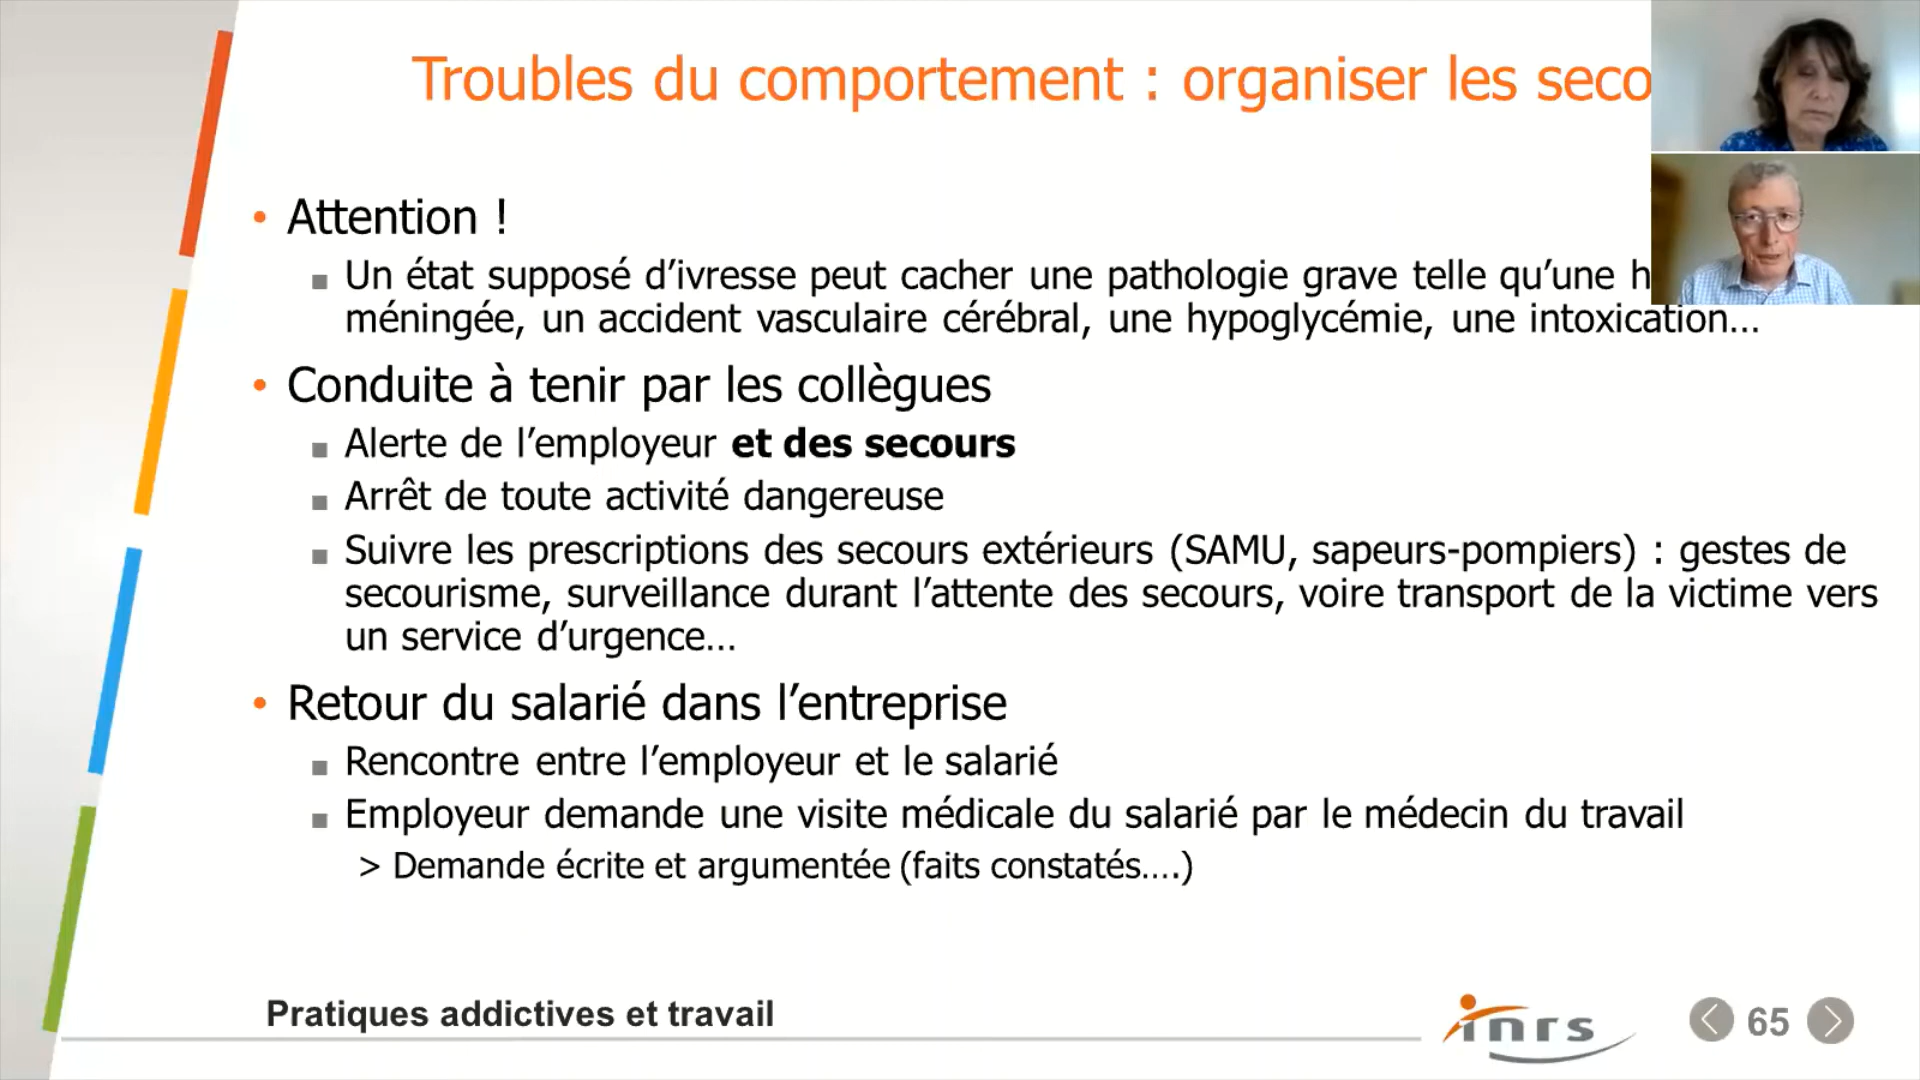 Troubles du comportement : organiser les
• Attention !
▪ Un état supposé d’ivresse peut cacher une pathologie grave telle qu’une
méningée, un accident vasculaire cérébral, une hypoglycémie, une intoxication…
• Conduite à tenir par les collègues
▪ Alerte de l’employeur et des secours
▪ Arrêt de toute activité dangereuse
▪ Suivre les prescriptions des secours extérieurs (SAMU, sapeurs-pompiers) : gestes de
secourisme, surveillance durant l’attente des secours, voire transport de la victime vers
un service d’urgence…
• Retour du salarié dans l’entreprise
▪ Rencontre entre l’employeur et le salarié
▪ Employeur demande une visite médicale du salarié par le médecin du travail
> Demande écrite et argumentée (faits constatés….)
Pratiques addictives et travail
inrs
65